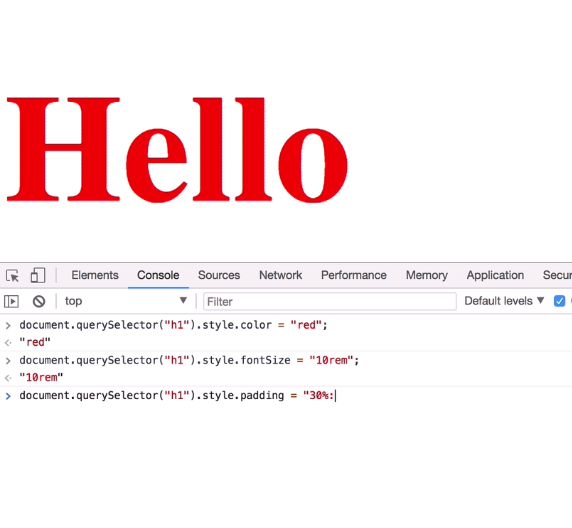 Hello
Elements Console Sources Network Performance Memory Application Secur
top Filter Default levels
document.querySelector("h1").style.color = "red";
"red"
document.querySelector("h1").style.fontSize = "10rem";
"10rem"
document.querySelector("h1").style.padding = "30%: